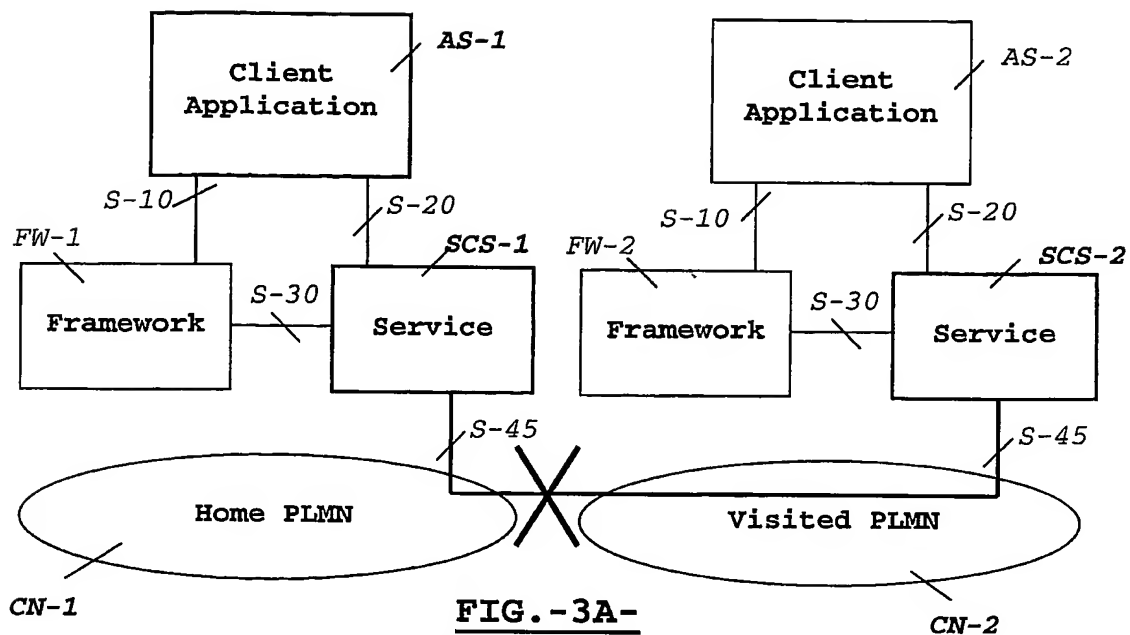 AS-1
Client
Application
AS-2
Client
Application
S-10
S-20
S-10
S-20
FW-1
SCS-1
FW-2
SCS-2
Framework
S-30
Service
Framework
S-30
Service
S-45
S-45
Home PLMN
Visited PLMN
CN-1
FIG.-3A-
CN-2